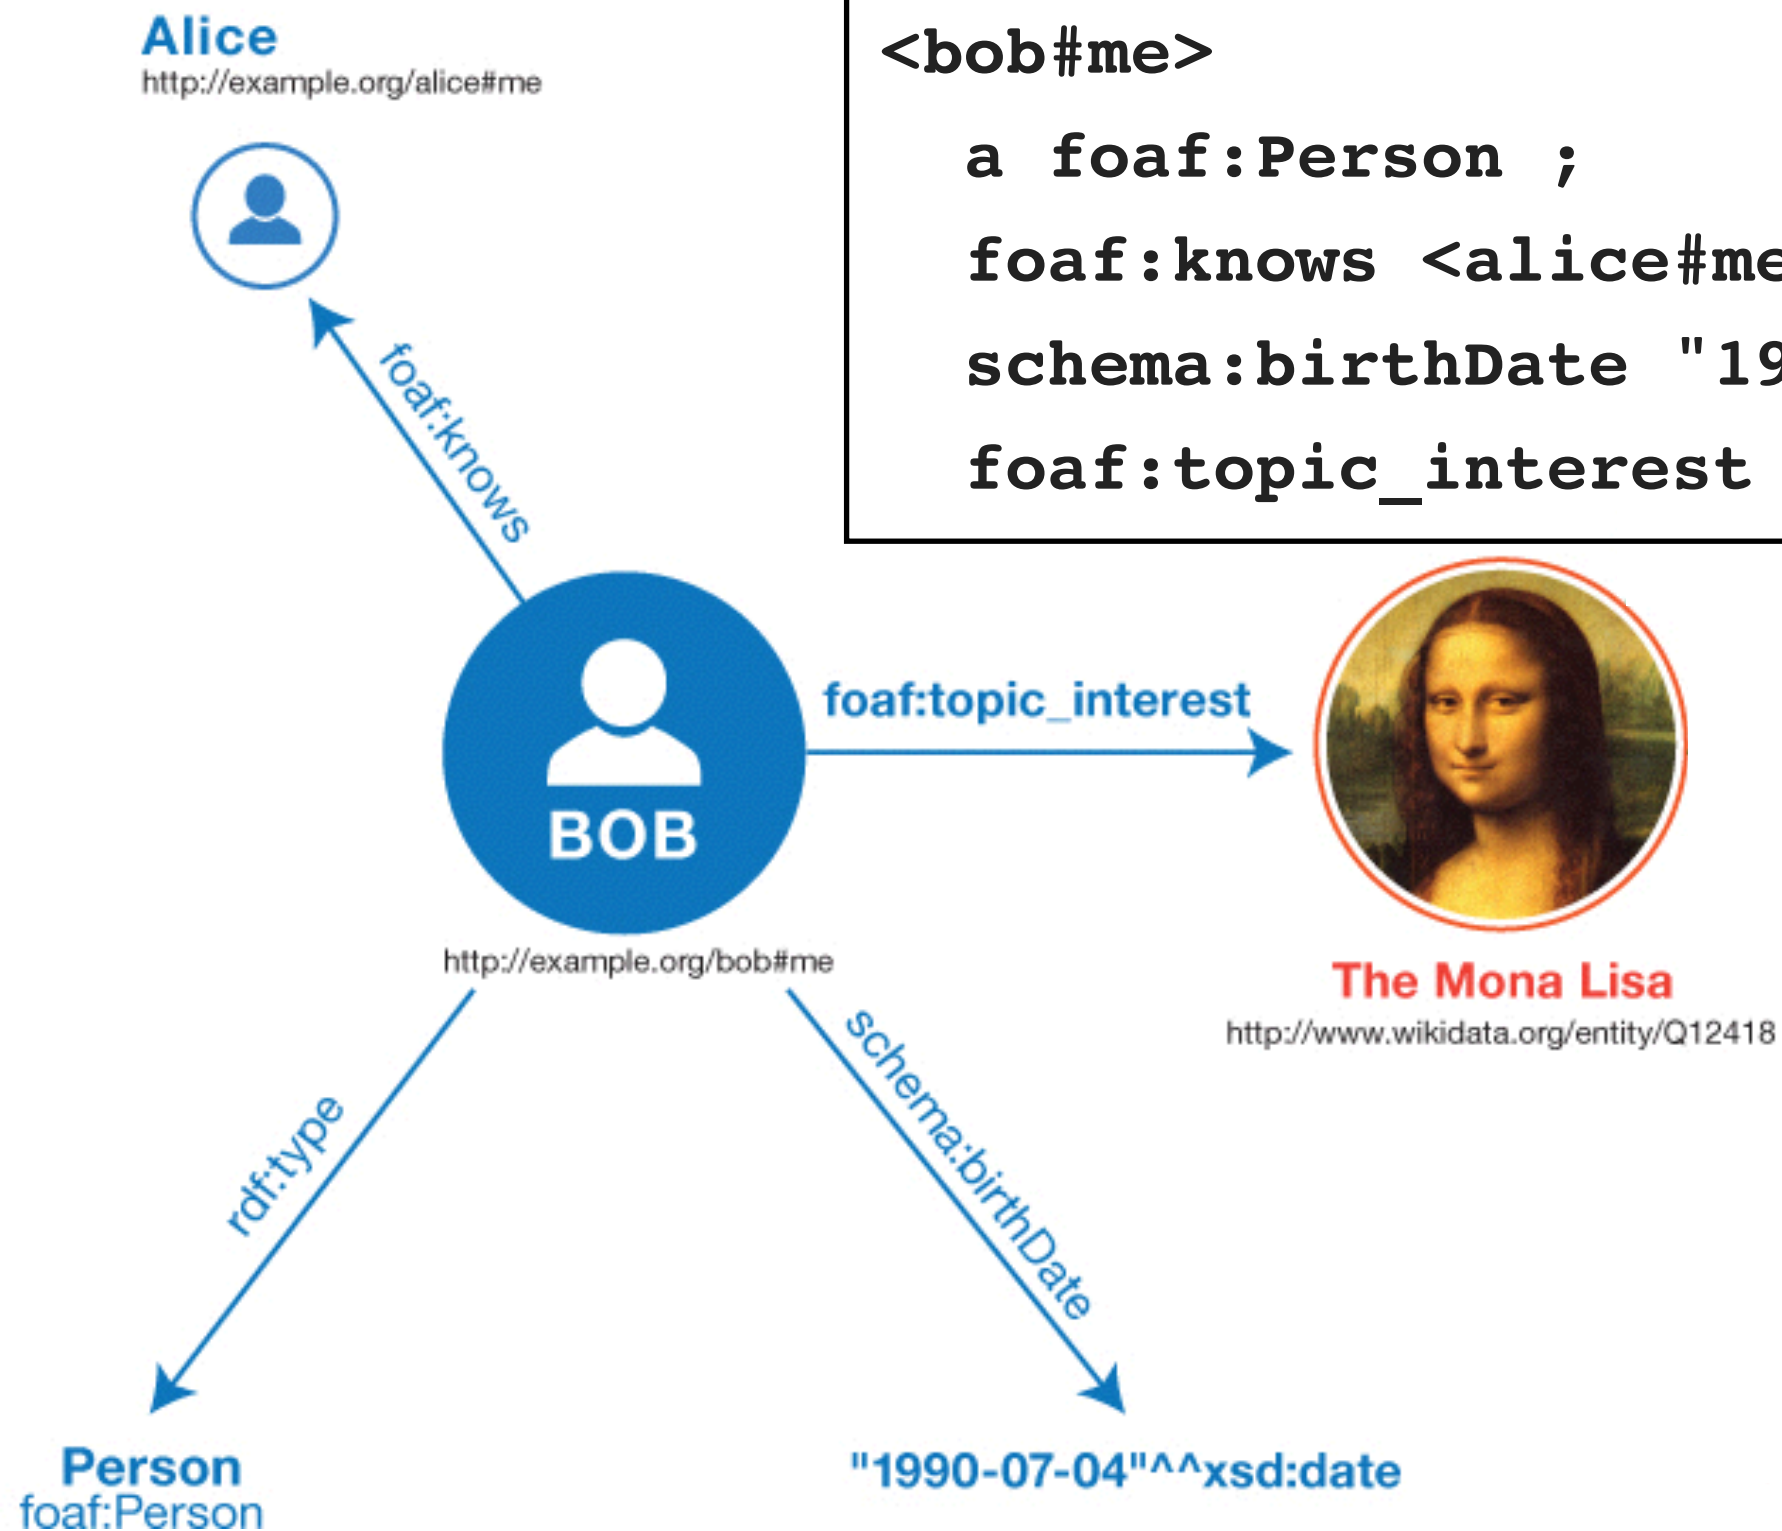 Alice
http://example.org/alice#me
<bob#me>
a foaf:Person ;
foaf:knows <alice#me
schema:birthDate "19
foaf:topic_interest
foaf:knows
foaf:topic_interest
BOB
http://example.org/bob#me
The Mona Lisa
http://www.wikidata.org/entity/Q12418
rdf:type
schema:birthDate
Person
foaf:Person
"1990-07-04"^^xsd:date